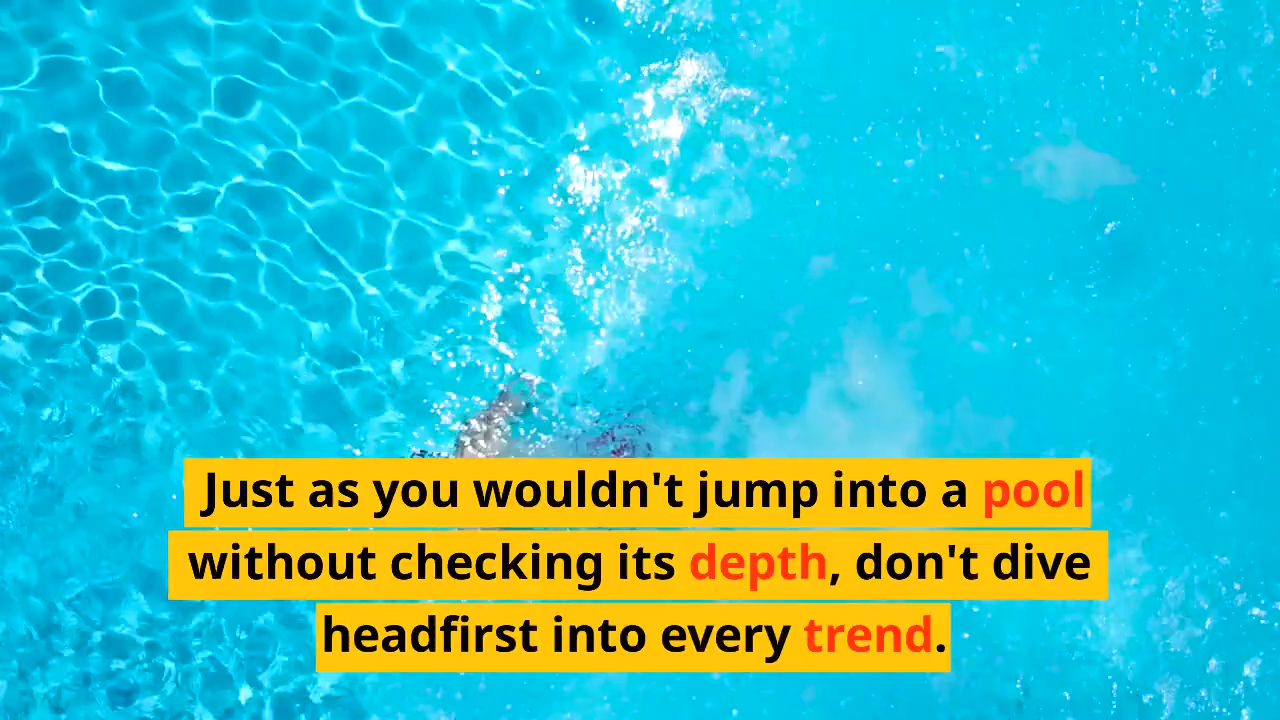 Just as you wouldn't jump into a pool
without checking its depth, don't dive
headfirst into every trend.